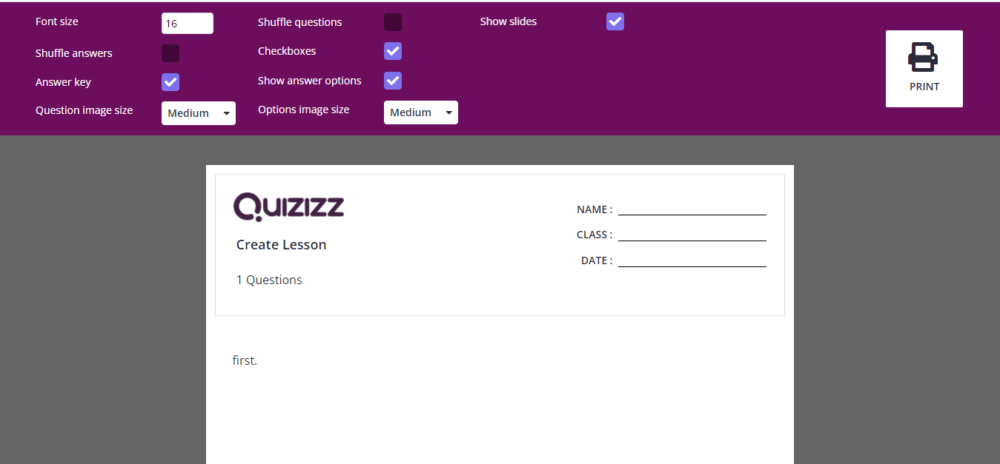 Font size
16
Shuffle questions
Show slides
Shuffle answers
Checkboxes
Answer key
Show answer options
Question image size
Medium
Options image size
Medium
PRINT
Quizizz
Create Lesson
1 Questions
NAME :
CLASS :
DATE :
first.